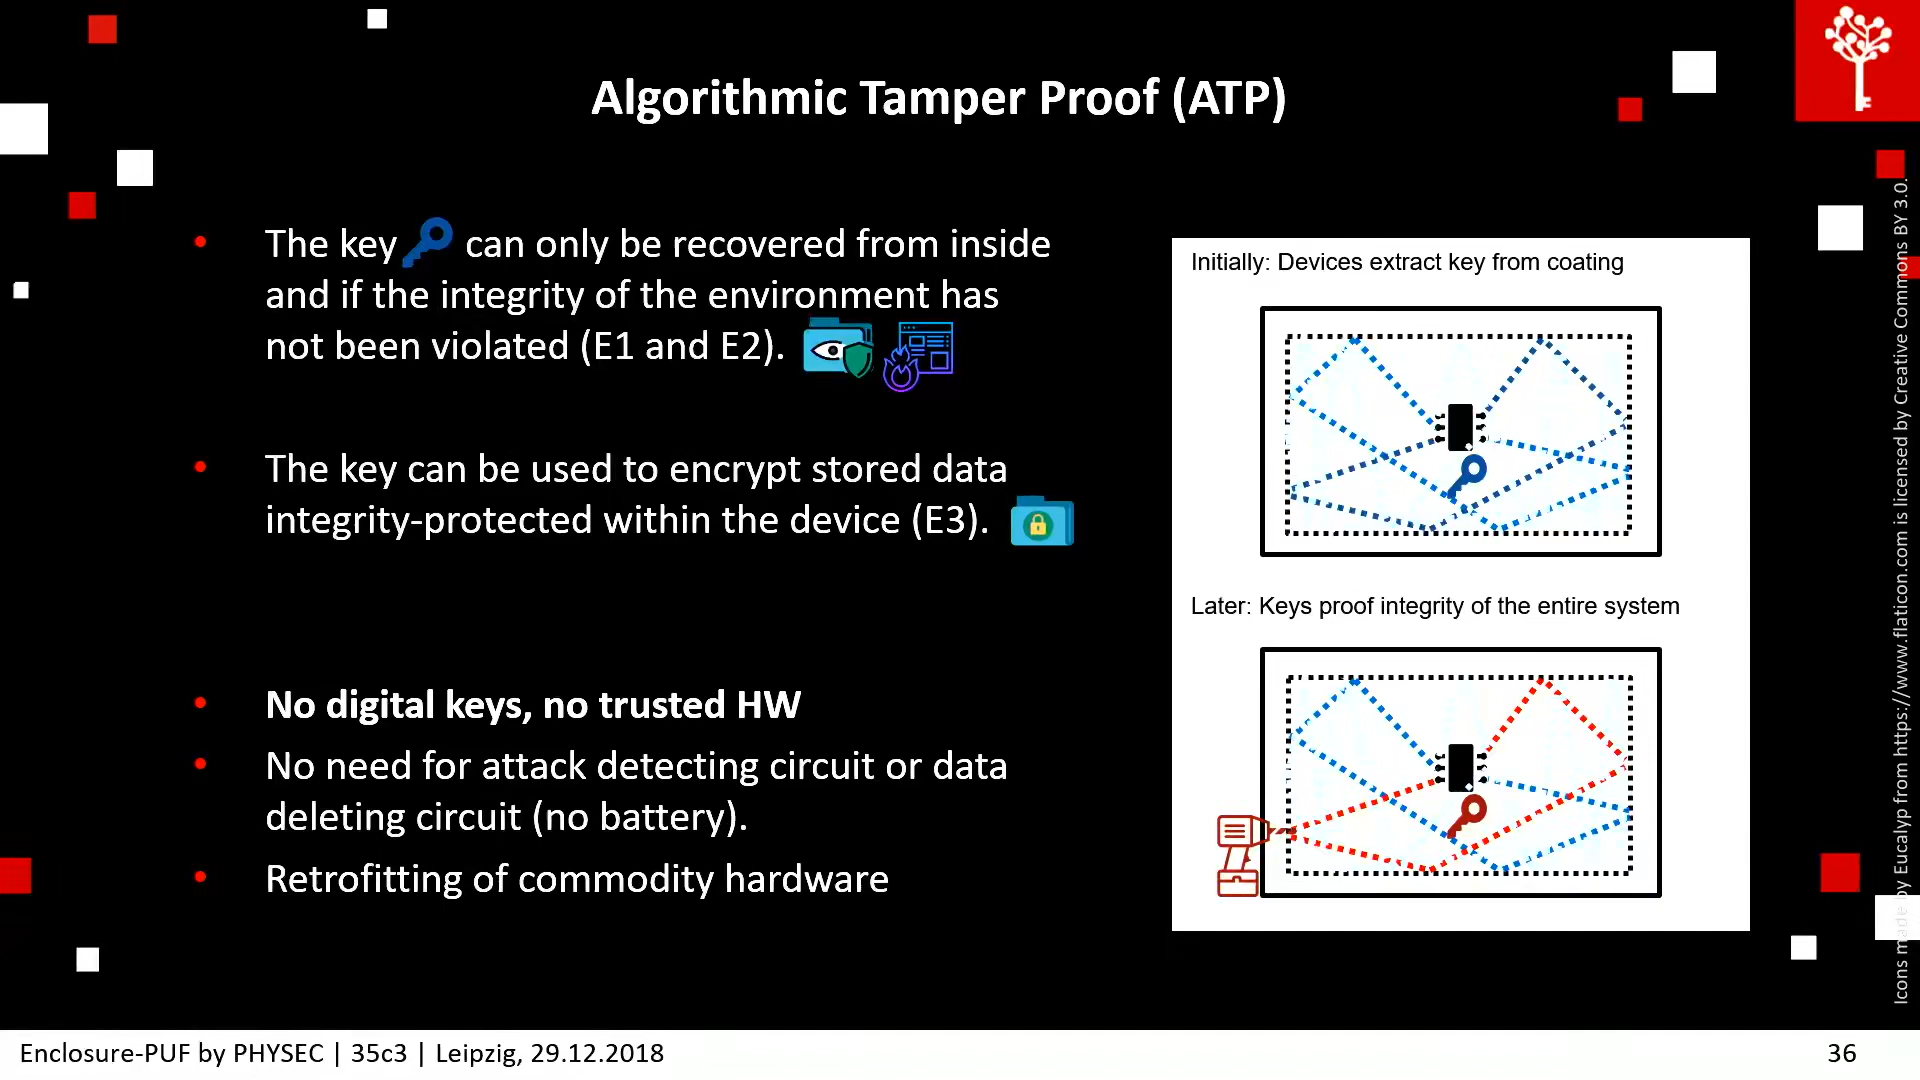 Algorithmic Tamper Proof (ATP)
The key can only be recovered from inside
and if the integrity of the environment has
not been violated (E1 and E2).
The key can be used to encrypt stored data
integrity-protected within the device (E3).
No digital keys, no trusted HW
No need for attack detecting circuit or data
deleting circuit (no battery).
Retrofitting of commodity hardware
Initially: Devices extract key from coating
Later: Keys proof integrity of the entire system
Icons made by Eucalyp from https://www.flaticon.com is licensed by Creative Commons BY 3.0.
Enclosure-PUF by PHYSEC | 35c3 | Leipzig, 29.12.2018
36